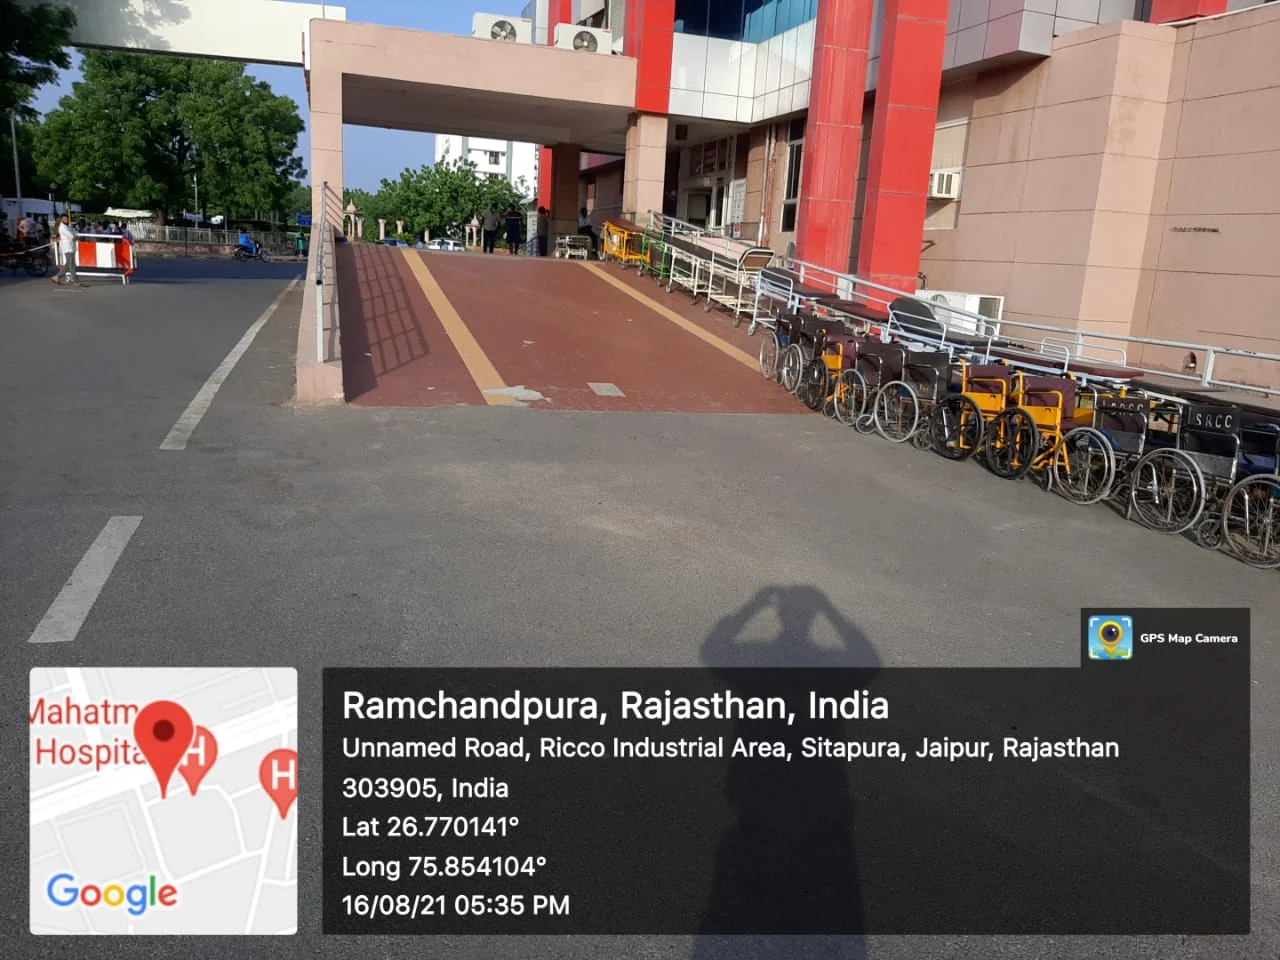 SRCC
GPS Map Camera
Mahatm
Hospita
H
H
Google
Ramchandpura, Rajasthan, India
Unnamed Road, Ricco Industrial Area, Sitapura, Jaipur, Rajasthan
303905, India
Lat 26.770141°
Long 75.854104°
16/08/21 05:35 PM